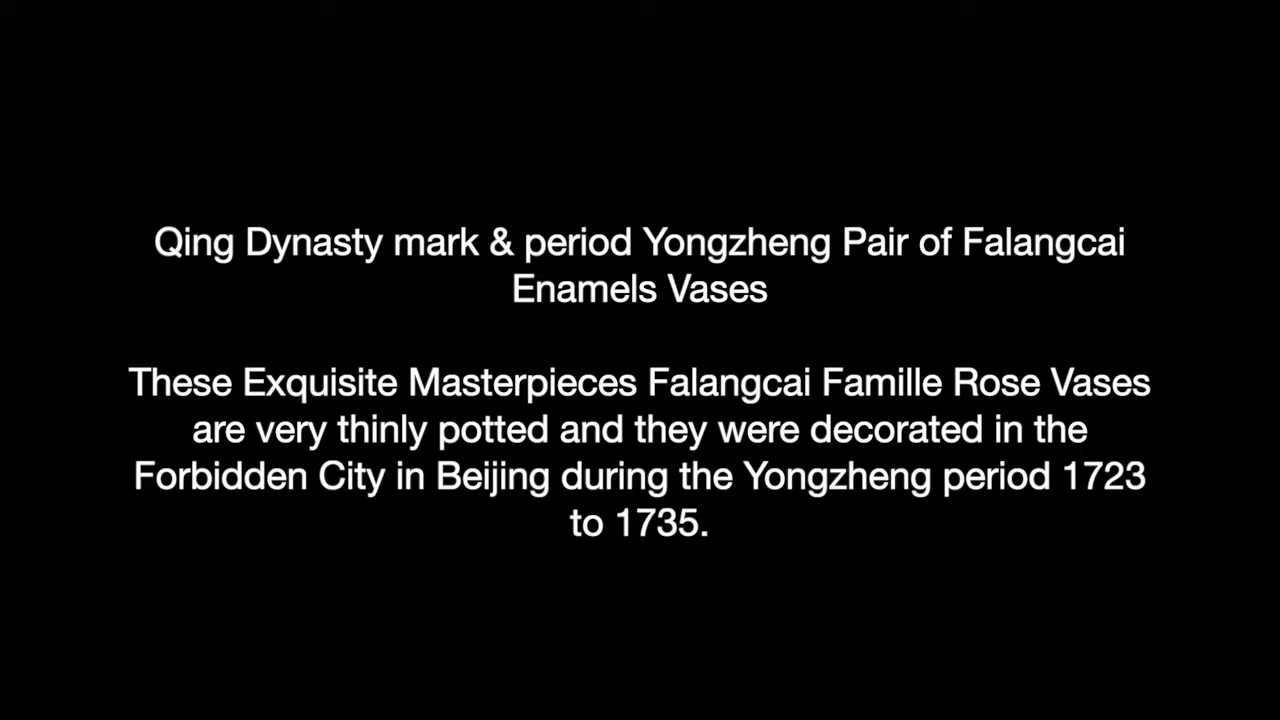 Qing Dynasty mark & period Yongzheng Pair of Falangcai
Enamels Vases
These Exquisite Masterpieces Falangcai Famille Rose Vases
are very thinly potted and they were decorated in the
Forbidden City in Beijing during the Yongzheng period 1723
to 1735.